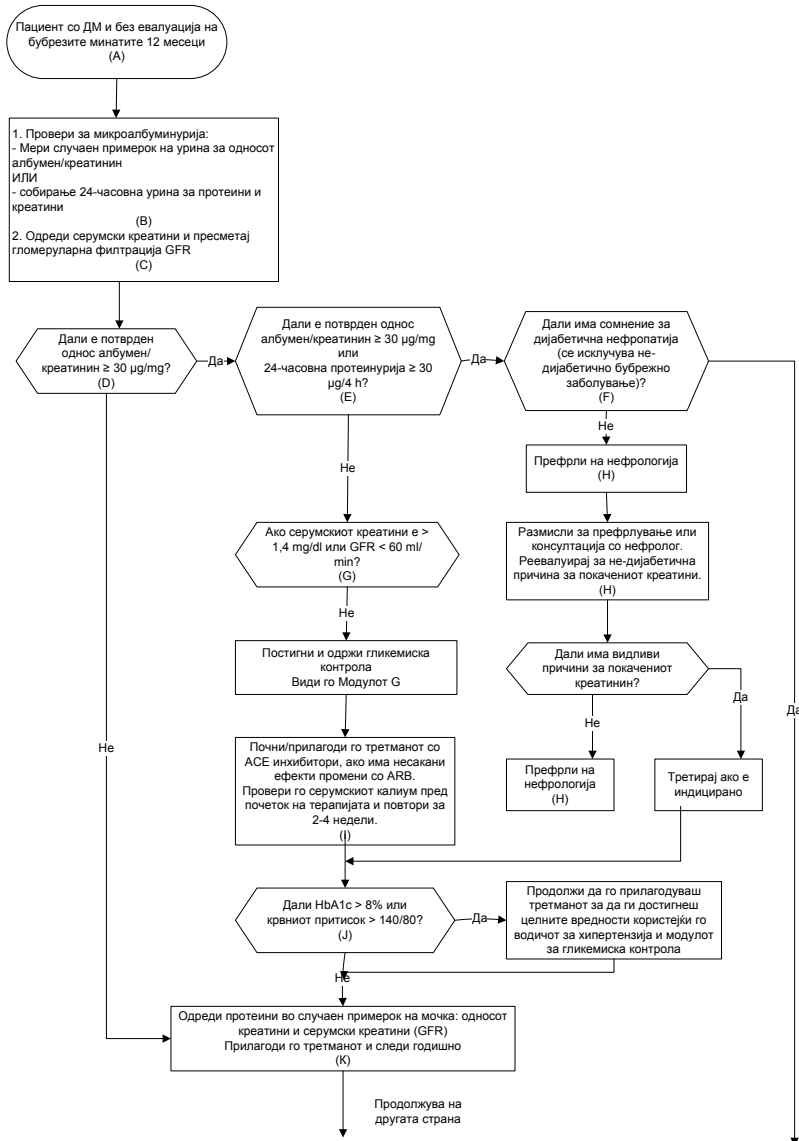 Пациент со ДМ и без евалуација на
бубрезите минатите 12 месеци
(A)
1. Провери за микроалбуминурија:
- Мери случаен примерок на урина за односот
албумен/креатинин
ИЛИ
- собирање 24-часовна урина за протеини и
креатини
(B)
2. Одреди серумски креатини и пресметај
гломеруларна филтрација GFR
(C)
Дали е потврден
однос албумен/
креатинин ≥ 30 µg/mg?
(D)
Да
Дали е потврден однос
албумен/креатинин ≥ 30 µg/mg
или
24-часовна протеинурија ≥ 30
µg/4 h?
(E)
Да
Дали има сомнение за
дијабетична нефропатија
(се исклучува не-
дијабетично бубрежно
заболување)?
(F)
Не
Префрли на нефрологија
(H)
Не
Ако серумскиот креатини е >
1,4 mg/dl или GFR < 60 ml/
min?
(G)
Размисли за префрлување или
консултација со нефролог.
Реевалуирај за не-дијабетична
причина за покачениот креатини.
(H)
Не
Постигни и одржи гликемиска
контрола
Види го Модулот G
Дали има видливи
причини за покачениот
креатинин?
Да
Да
Не
Не
Почни/прилагоди го третманот со
ACE инхибитори, ако има несакани
ефекти промени со ARB.
Провери го серумскиот калиум пред
почеток на терапијата и повтори за
2-4 недели.
(I)
Префрли на
нефрологија
(H)
Третирај ако е
индицирано
Дали HbA1c > 8% или
крвниот притисок > 140/80?
(J)
Да
Продолжи да го прилагодуваш
третманот за да ги достигнеш
целните вредности користејќи го
водичот за хипертензија и модулот
за гликемиска контрола
Не
Одреди протеини во случаен примерок на мочка: односот
креатини и серумски креатини (GFR)
Прилагоди го третманот и следи годишно
(К)
Продолжува на
другата страна